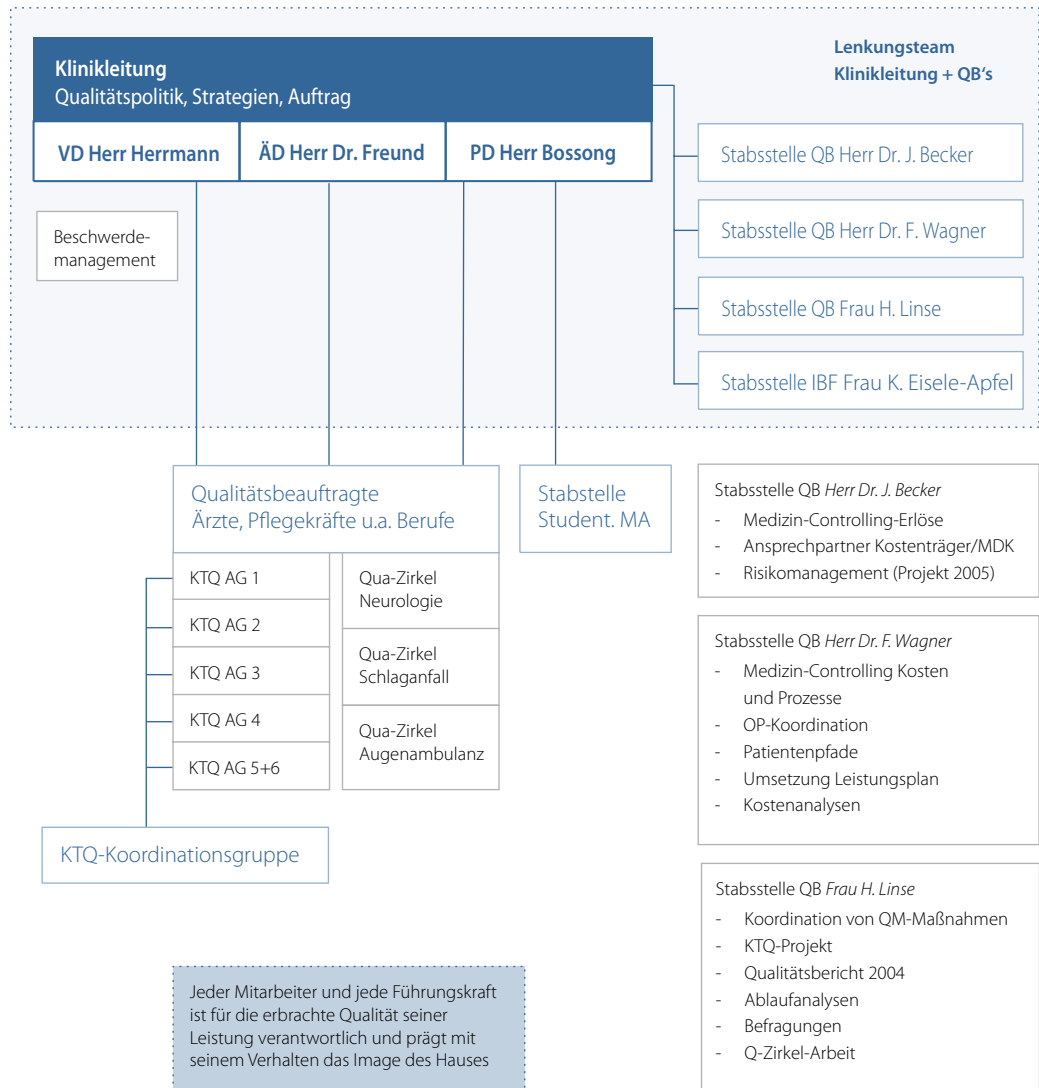 Klinikleitung
Qualitätspolitik, Strategien, Auftrag
Lenkungsteam
Klinikleitung + QB‘s
VD Herr Herrmann
ÄD Herr Dr. Freund
PD Herr Bossong
Beschwerde-
management
Stabsstelle QB Herr Dr. J. Becker
Stabsstelle QB Herr Dr. F. Wagner
Stabsstelle QB Frau H. Linse
Stabsstelle IBF Frau K. Eisele-Apfel
Qualitätsbeauftragte
Ärzte, Pflegekräfte u.a. Berufe
Stabstelle
Student. MA
KTQ AG 1
KTQ AG 2
KTQ AG 3
KTQ AG 4
KTQ AG 5+6
Qua-Zirkel
Neurologie
Qua-Zirkel
Schlaganfall
Qua-Zirkel
Augenambulanz
KTQ-Koordinationsgruppe
Stabsstelle QB Herr Dr. J. Becker
- Medizin-Controlling-Erlöse
- Ansprechpartner Kostenträger/MDK
- Risikomanagement (Projekt 2005)
Stabsstelle QB Herr Dr. F. Wagner
- Medizin-Controlling Kosten
und Prozesse
- OP-Koordination
- Patientenpfade
- Umsetzung Leistungsplan
- Kostenanalysen
Stabsstelle QB Frau H. Linse
- Koordination von QM-Maßnahmen
- KTQ-Projekt
- Qualitätsbericht 2004
- Ablaufanalysen
- Befragungen
- Q-Zirkel-Arbeit
Jeder Mitarbeiter und jede Führungskraft
ist für die erbrachte Qualität seiner
Leistung verantwortlich und prägt mit
seinem Verhalten das Image des Hauses